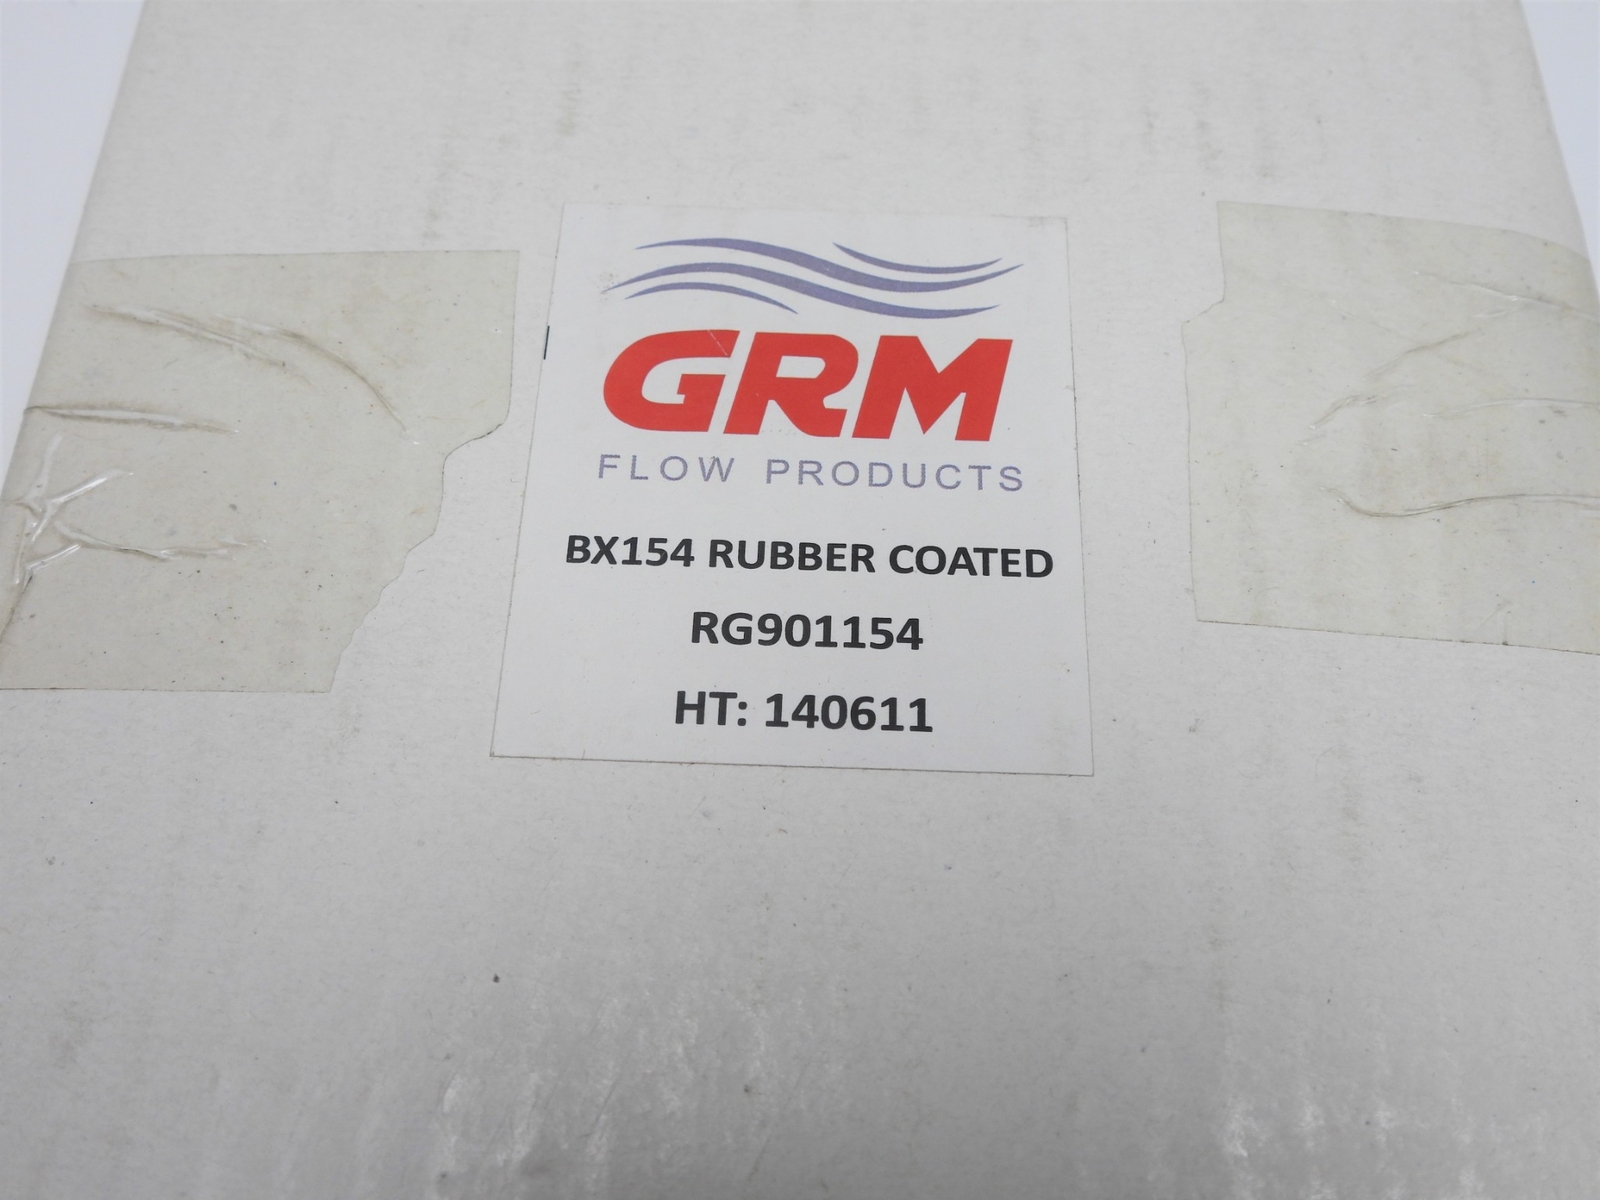 GRM
FLOW PRODUCTS
BX154 RUBBER COATED
RG901154
HT: 140611